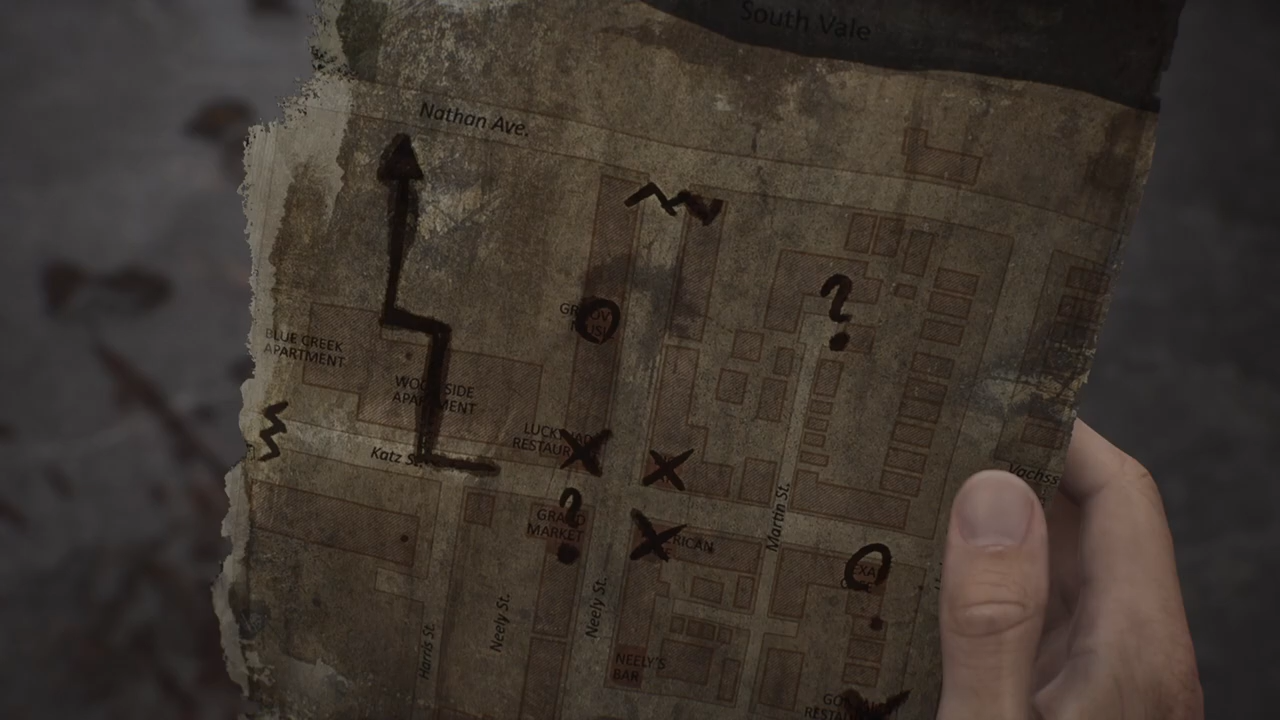 South Vale
Nathan Ave.
BLUE CREEK
APARTMENT
APARTMENT
Katz St.
?
?
GRAND
MARKET
Martin St.
Vachss
Neely St.
Neely St.
Harris St.
NEELY'S
BAR